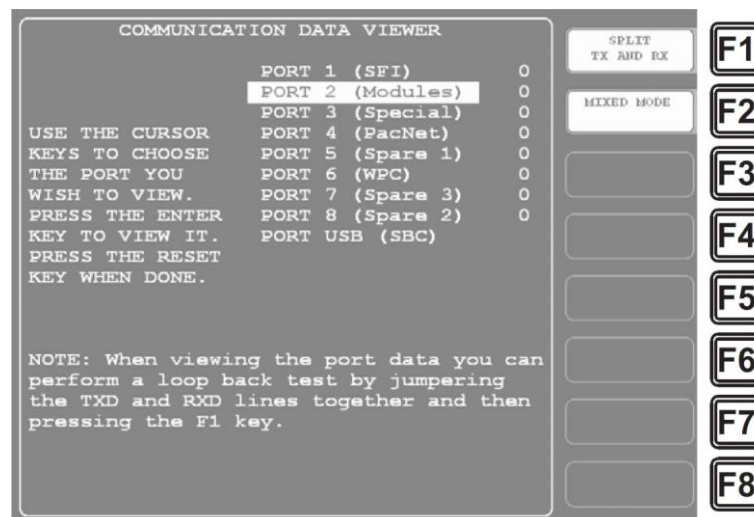 COMMUNICATION DATA VIEWER
PORT 1 (SFI) 0
PORT 2 (Modules) 0
PORT 3 (Special) 0
USE THE CURSOR PORT 4 (PacNet) 0
KEYS TO CHOOSE PORT 5 (Spare 1) 0
THE PORT YOU PORT 6 (WPC) 0
WISH TO VIEW. PORT 7 (Spare 3) 0
PRESS THE ENTER PORT 8 (Spare 2) 0
KEY TO VIEW IT. PORT USB (SBC)
PRESS THE RESET
KEY WHEN DONE.
NOTE: When viewing the port data you can
perform a loop back test by jumpering
the TXD and RXD lines together and then
pressing the F1 key.
SPLIT
TX AND RX
MIXED MODE
F1
F2
F3
F4
F5
F6
F7
F8